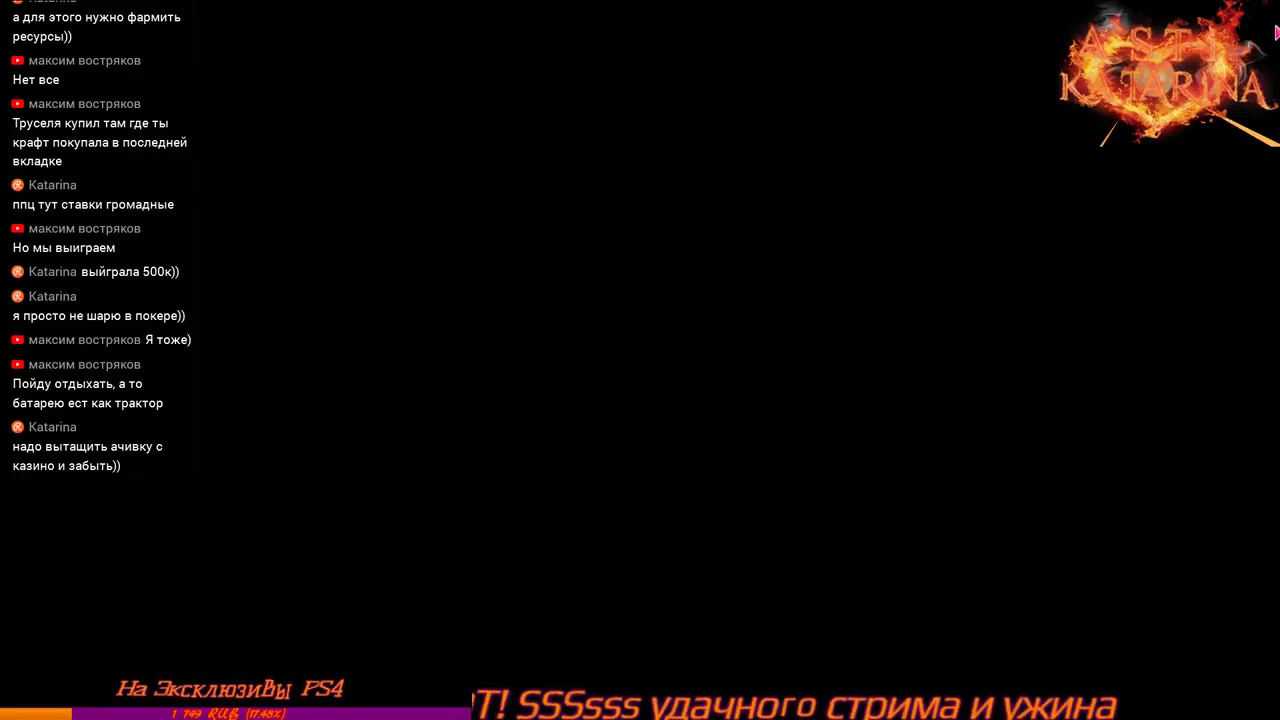 Katarina
а для этого нужно фармить
ресурсы))
максим востряков
Нет все
максим востряков
Труселя купил там где ты
крафт покупала в последней
вкладке
Katarina
ппц тут ставки громадные
максим востряков
Но мы выиграем
Katarina выйграла 500к))
Katarina
я просто не шарю в покере))
максим востряков Я тоже)
максим востряков
Пойду отдыхать, а то
батарею ест как трактор
Katarina
надо вытащить ачивку с
казино и забыть))
ASTI
KATARINA
На Эксклюзивы PS4
1 749 RUB (17.48%)
Т! SSSsss удачного стрима и ужина